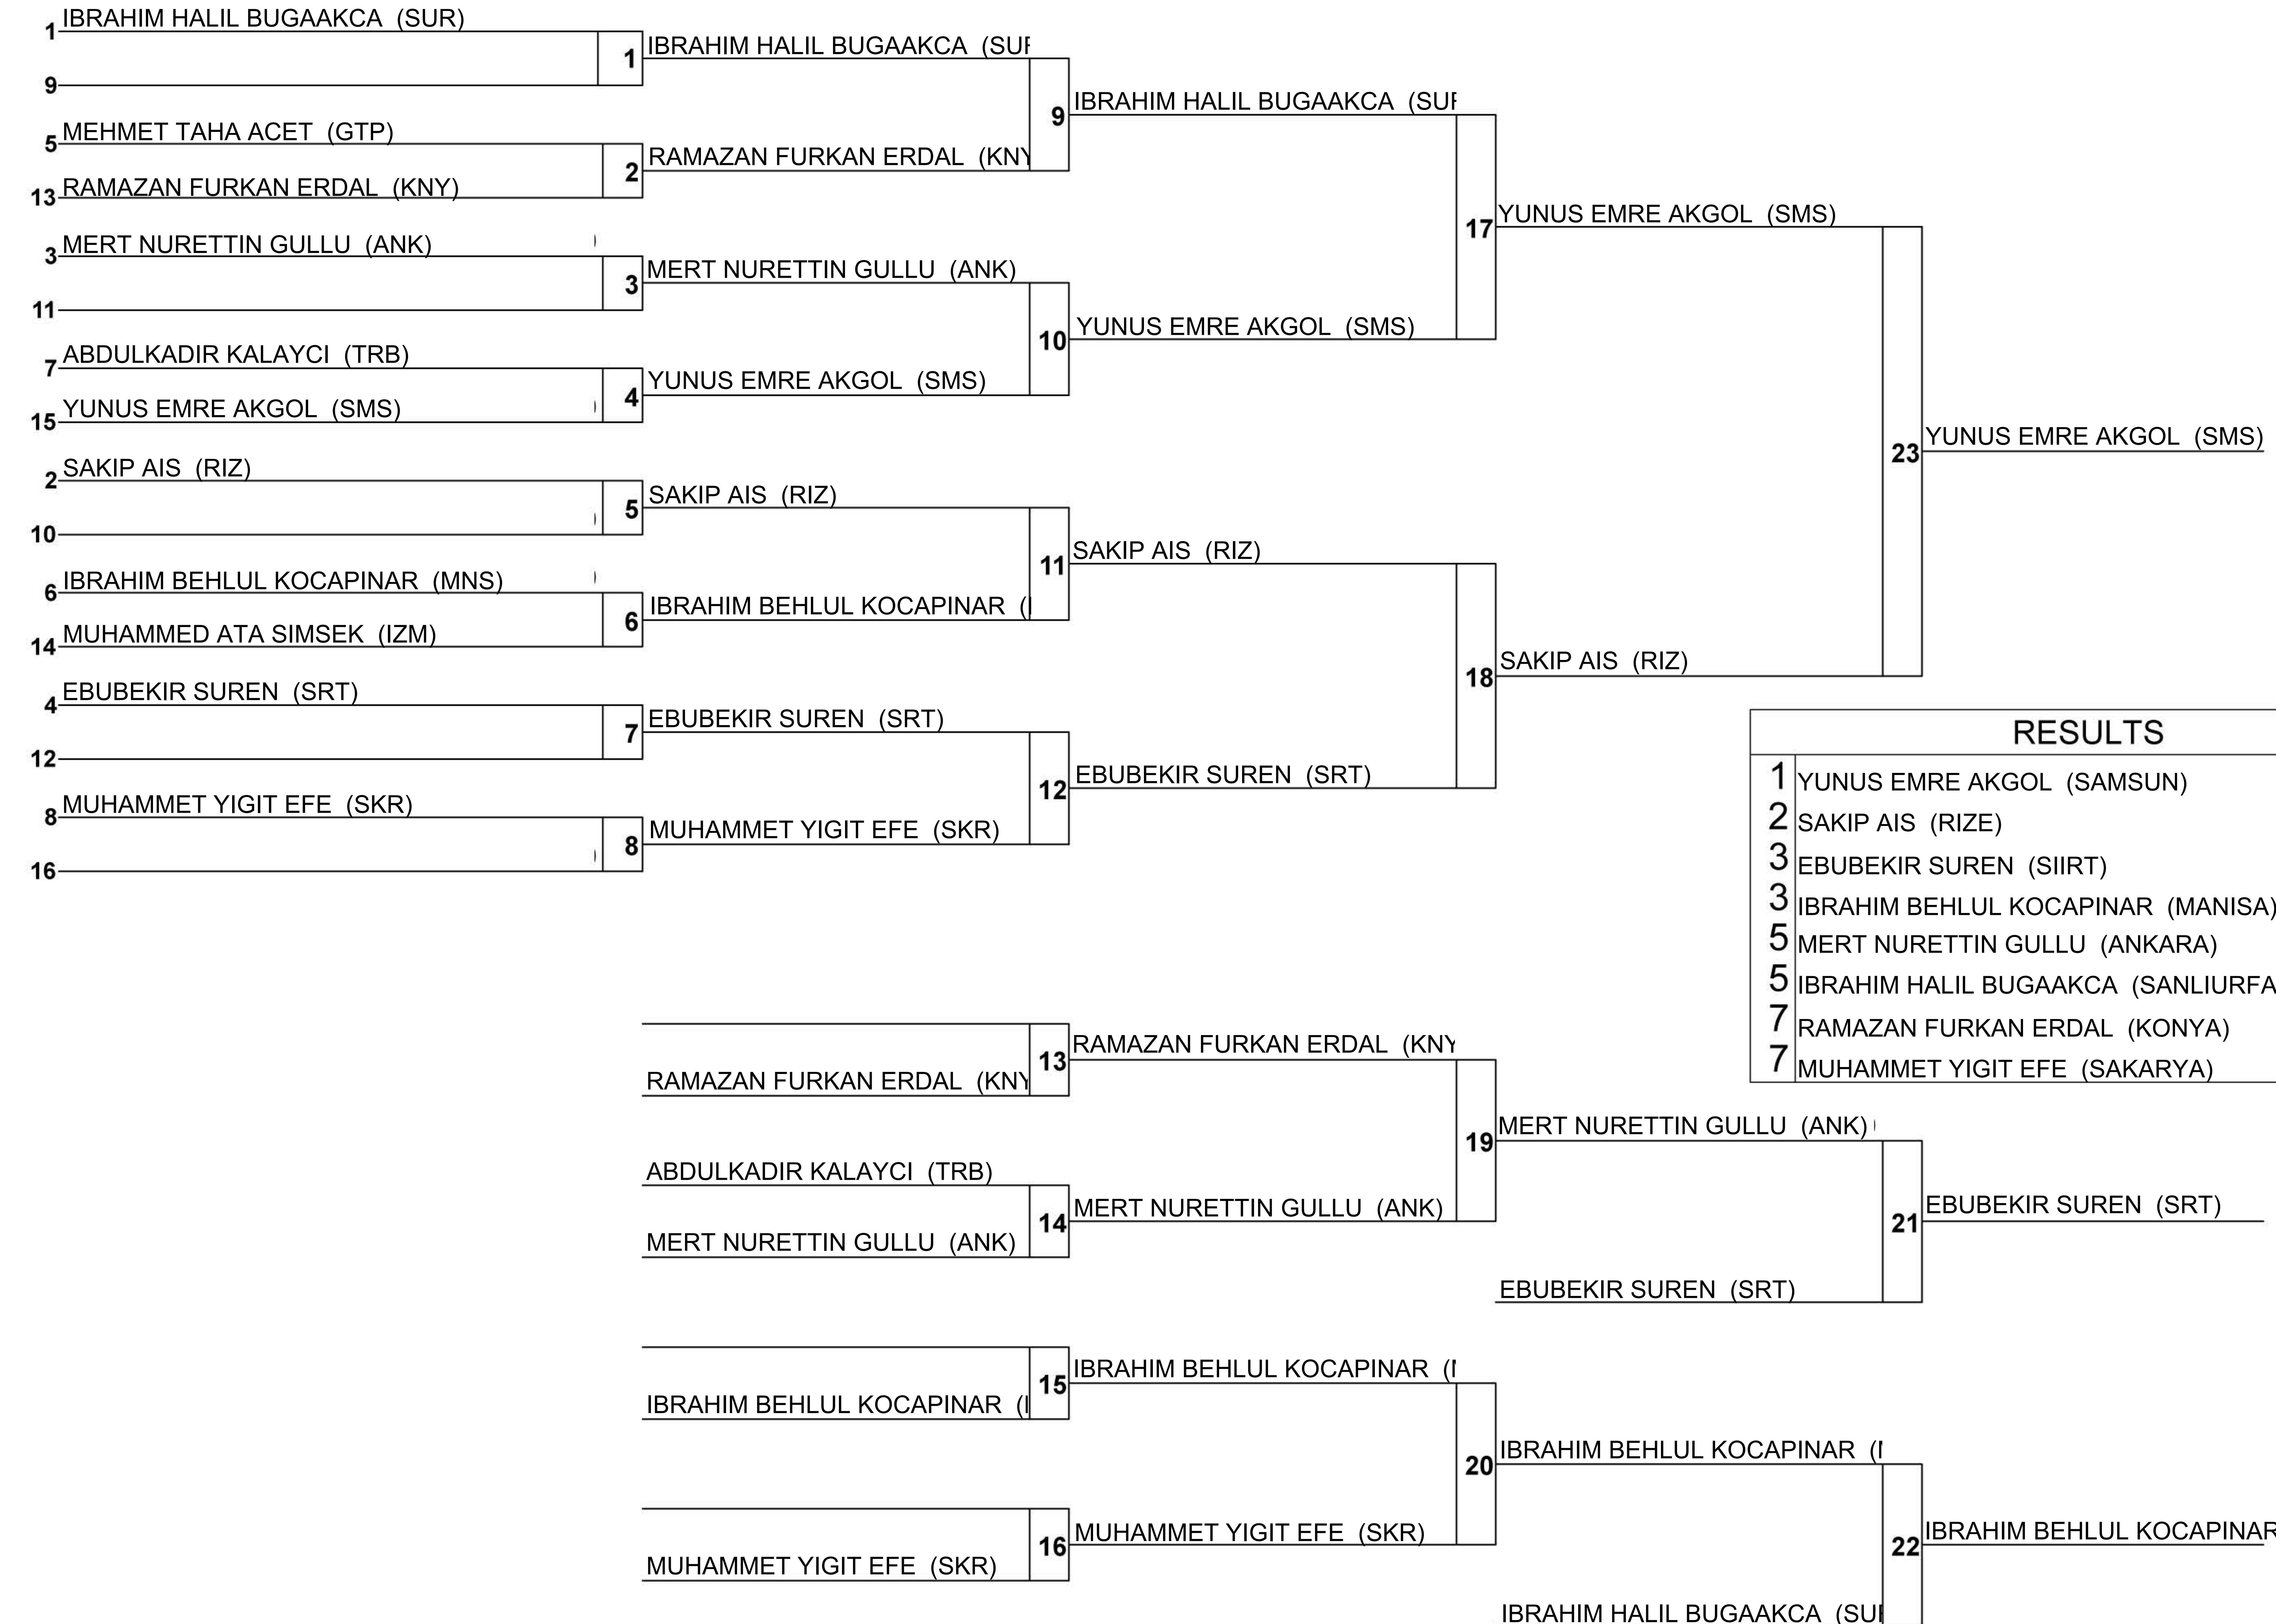 1 IBRAHIM HALIL BUGAAKCA (SUR)
9
1 IBRAHIM HALIL BUGAAKCA (SUR
5 MEHMET TAHA ACET (GTP)
13 RAMAZAN FURKAN ERDAL (KNY)
2 RAMAZAN FURKAN ERDAL (KNY
9 IBRAHIM HALIL BUGAAKCA (SUR
3 MERT NURETTIN GULLU (ANK)
11
3 MERT NURETTIN GULLU (ANK)
7 ABDULKADIR KALAYCI (TRB)
15 YUNUS EMRE AKGOL (SMS)
4 YUNUS EMRE AKGOL (SMS)
10 YUNUS EMRE AKGOL (SMS)
17 YUNUS EMRE AKGOL (SMS)
2 SAKIP AIS (RIZ)
10
5 SAKIP AIS (RIZ)
6 IBRAHIM BEHLUL KOCAPINAR (MNS)
14 MUHAMMED ATA SIMSEK (IZM)
6 IBRAHIM BEHLUL KOCAPINAR (
11 SAKIP AIS (RIZ)
4 EBUBEKIR SUREN (SRT)
12
7 EBUBEKIR SUREN (SRT)
8 MUHAMMET YIGIT EFE (SKR)
16
8 MUHAMMET YIGIT EFE (SKR)
12 EBUBEKIR SUREN (SRT)
18 SAKIP AIS (RIZ)
23 YUNUS EMRE AKGOL (SMS)
RESULTS
1 YUNUS EMRE AKGOL (SAMSUN)
2 SAKIP AIS (RIZE)
3 EBUBEKIR SUREN (SIIRT)
3 IBRAHIM BEHLUL KOCAPINAR (MANISA)
5 MERT NURETTIN GULLU (ANKARA)
5 IBRAHIM HALIL BUGAAKCA (SANLIURFA
7 RAMAZAN FURKAN ERDAL (KONYA)
7 MUHAMMET YIGIT EFE (SAKARYA)
RAMAZAN FURKAN ERDAL (KNY
13 RAMAZAN FURKAN ERDAL (KNY
ABDULKADIR KALAYCI (TRB)
MERT NURETTIN GULLU (ANK)
14 MERT NURETTIN GULLU (ANK)
19 MERT NURETTIN GULLU (ANK)
EBUBEKIR SUREN (SRT)
21 EBUBEKIR SUREN (SRT)
IBRAHIM BEHLUL KOCAPINAR (
15 IBRAHIM BEHLUL KOCAPINAR (
MUHAMMET YIGIT EFE (SKR)
16 MUHAMMET YIGIT EFE (SKR)
20 IBRAHIM BEHLUL KOCAPINAR (
IBRAHIM HALIL BUGAAKCA (SUR
22 IBRAHIM BEHLUL KOCAPINAR